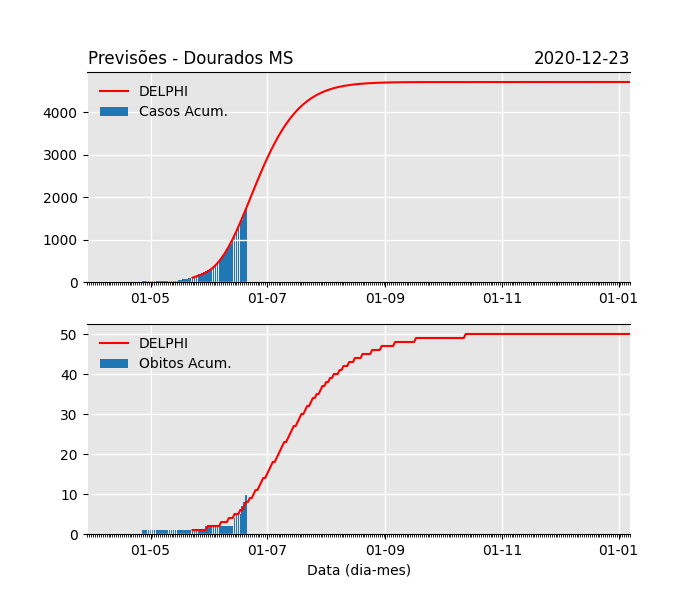 Previsões - Dourados MS 2020-12-23
DELPHI
Casos Acum.
4000
3000
2000
1000
0
01-05 01-07 01-09 01-11 01-01
DELPHI
Obitos Acum.
50
40
30
20
10
0
01-05 01-07 01-09 01-11 01-01
Data (dia-mes)